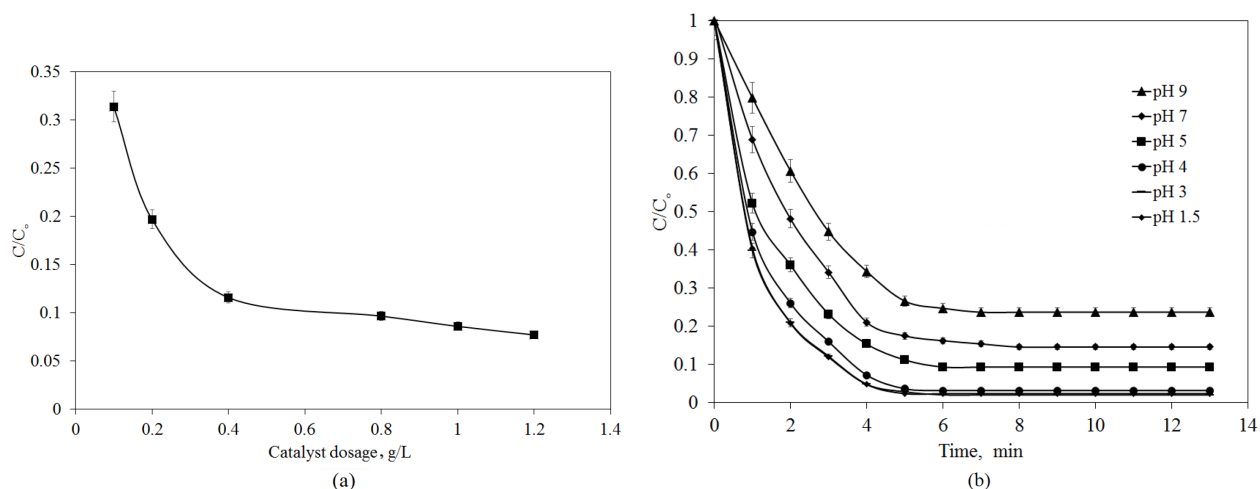 0.35
0.3
0.25
0.2
0.15
0.1
0.05
0
C/C∘
0 0.2 0.4 0.6 0.8 1 1.2 1.4
Catalyst dosage, g/L
(a)
1
0.9
0.8
0.7
0.6
0.5
0.4
0.3
0.2
0.1
0
C/C∘
pH 9
pH 7
pH 5
pH 4
pH 3
pH 1.5
0 2 4 6 8 10 12 14
Time, min
(b)